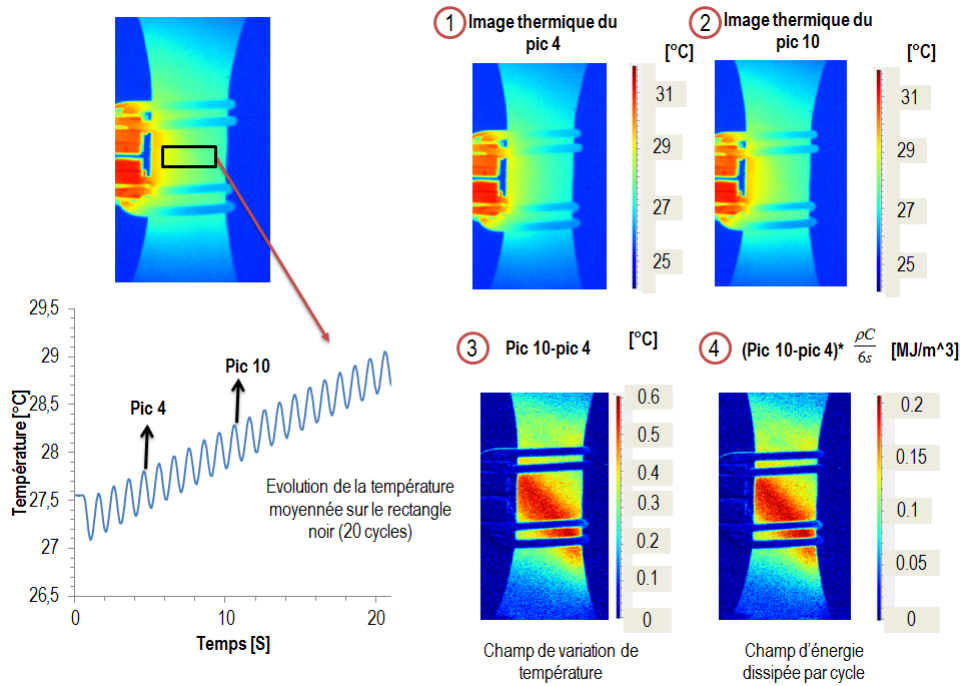 1 Image thermique du
pic 4
[°C]
31
29
27
25
2 Image thermique du
pic 10
[°C]
31
29
27
25
29,5
29
28,5
28
27,5
27
26,5
Température [°C]
0
10
20
Temps [S]
Pic 4
Pic 10
Evolution de la température
moyennée sur le rectangle
noir (20 cycles)
3 Pic 10-pic 4
[°C]
0.6
0.5
0.4
0.3
0.2
0.1
0
Champ de variation de
température
4 (Pic 10-pic 4)* ρC/6s [MJ/m^3]
0.2
0.15
0.1
0.05
0
Champ d'énergie
dissipée par cycle